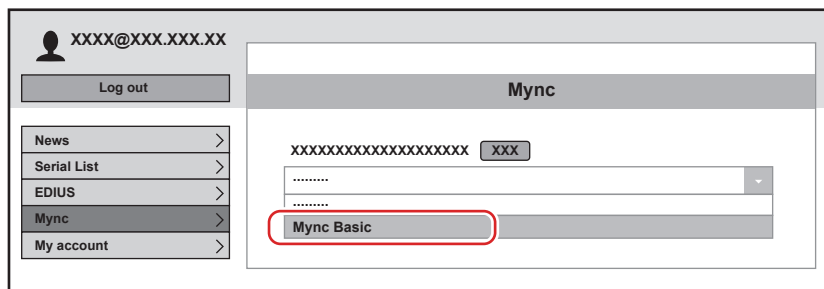 XXXX@XXX.XXX.XX
Log out
News
Serial List
EDIUS
Mync
My account
Mync
XXXXXXXXXXXXXXXXXXXX XXX
.........
.........
Mync Basic